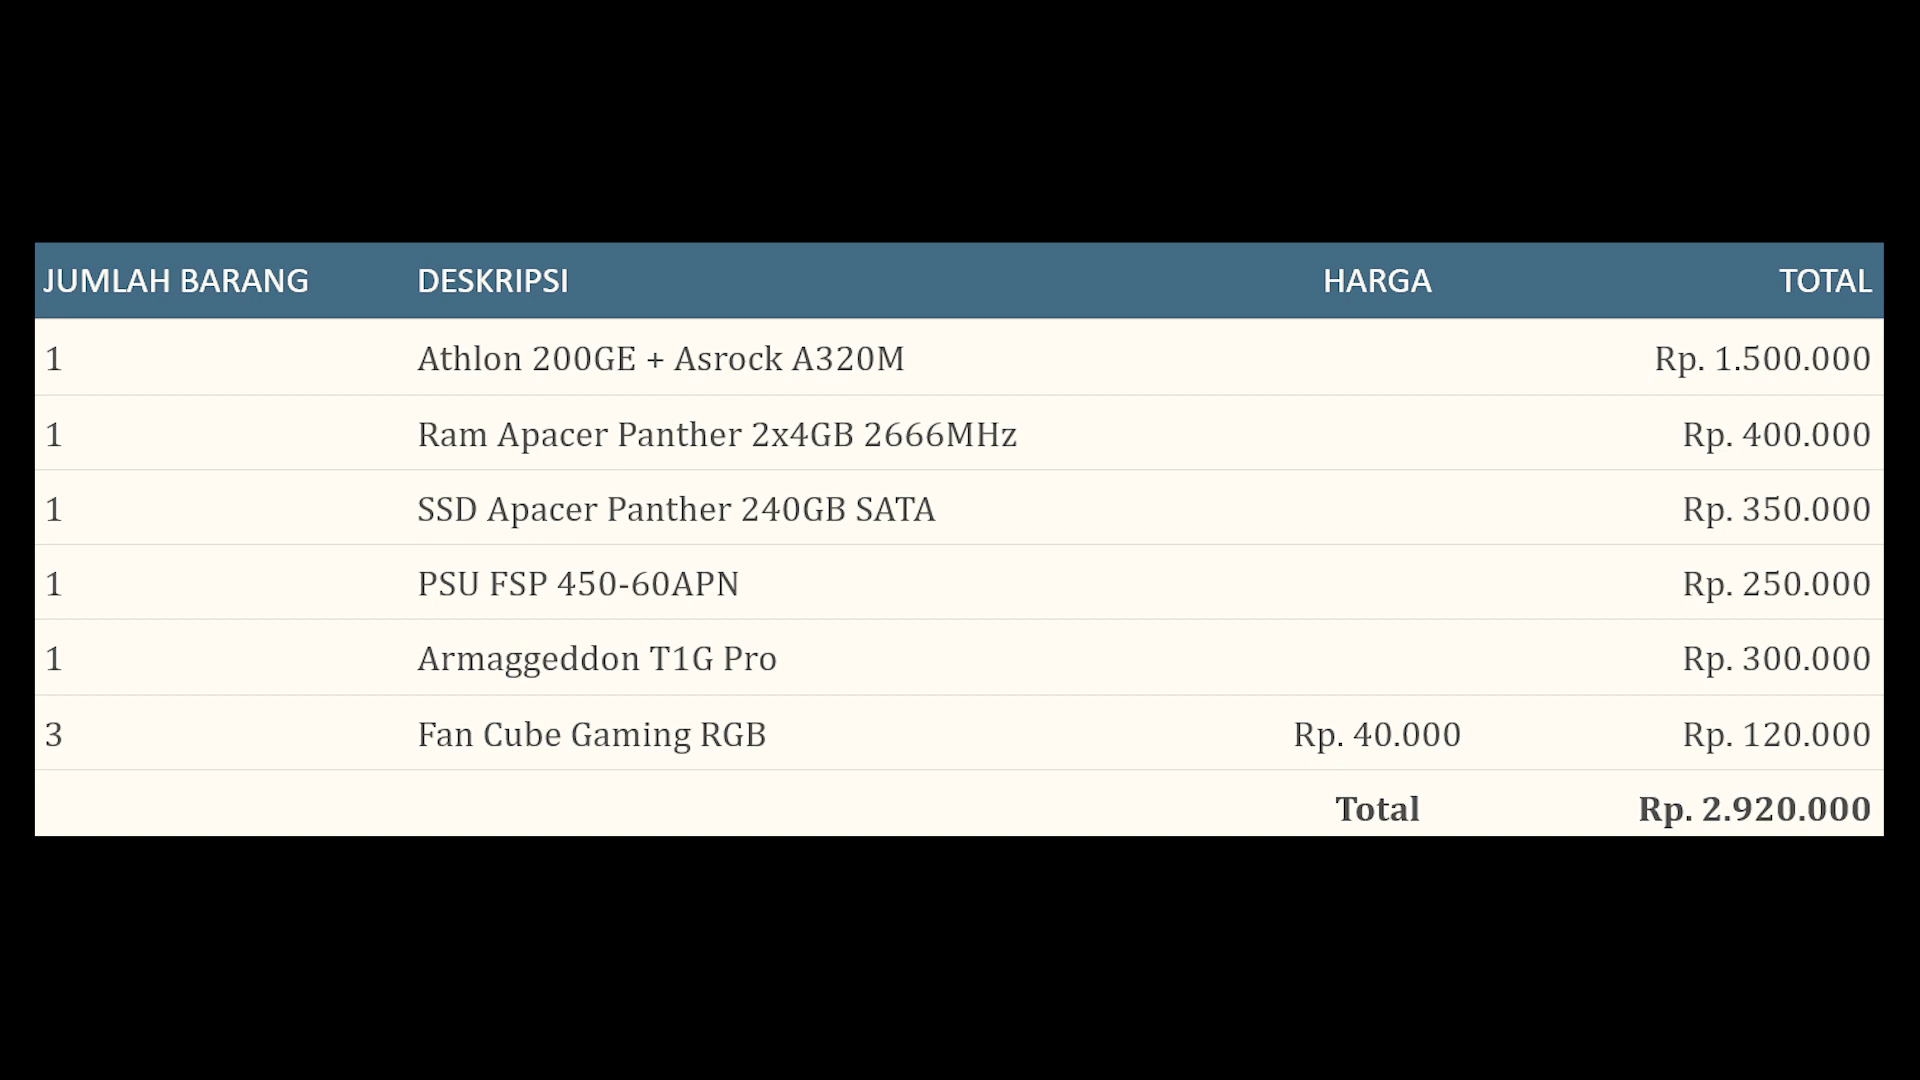 JUMLAH BARANG DESKRIPSI HARGA TOTAL
1 Athlon 200GE + Asrock A320M Rp. 1.500.000
1 Ram Apacer Panther 2x4GB 2666MHz Rp. 400.000
1 SSD Apacer Panther 240GB SATA Rp. 350.000
1 PSU FSP 450-60APN Rp. 250.000
1 Armaggeddon T1G Pro Rp. 300.000
3 Fan Cube Gaming RGB Rp. 40.000 Rp. 120.000
Total Rp. 2.920.000